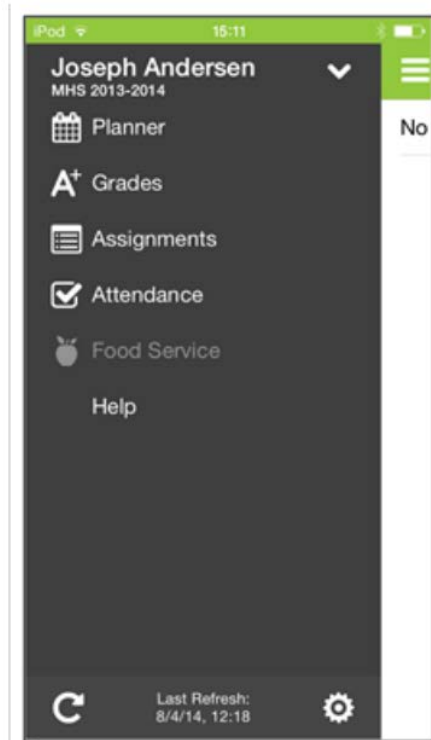 iPod 15:11
Joseph Andersen
MHS 2013-2014
Planner
A+ Grades
Assignments
Attendance
Food Service
Help
No
Last Refresh:
8/4/14, 12:18